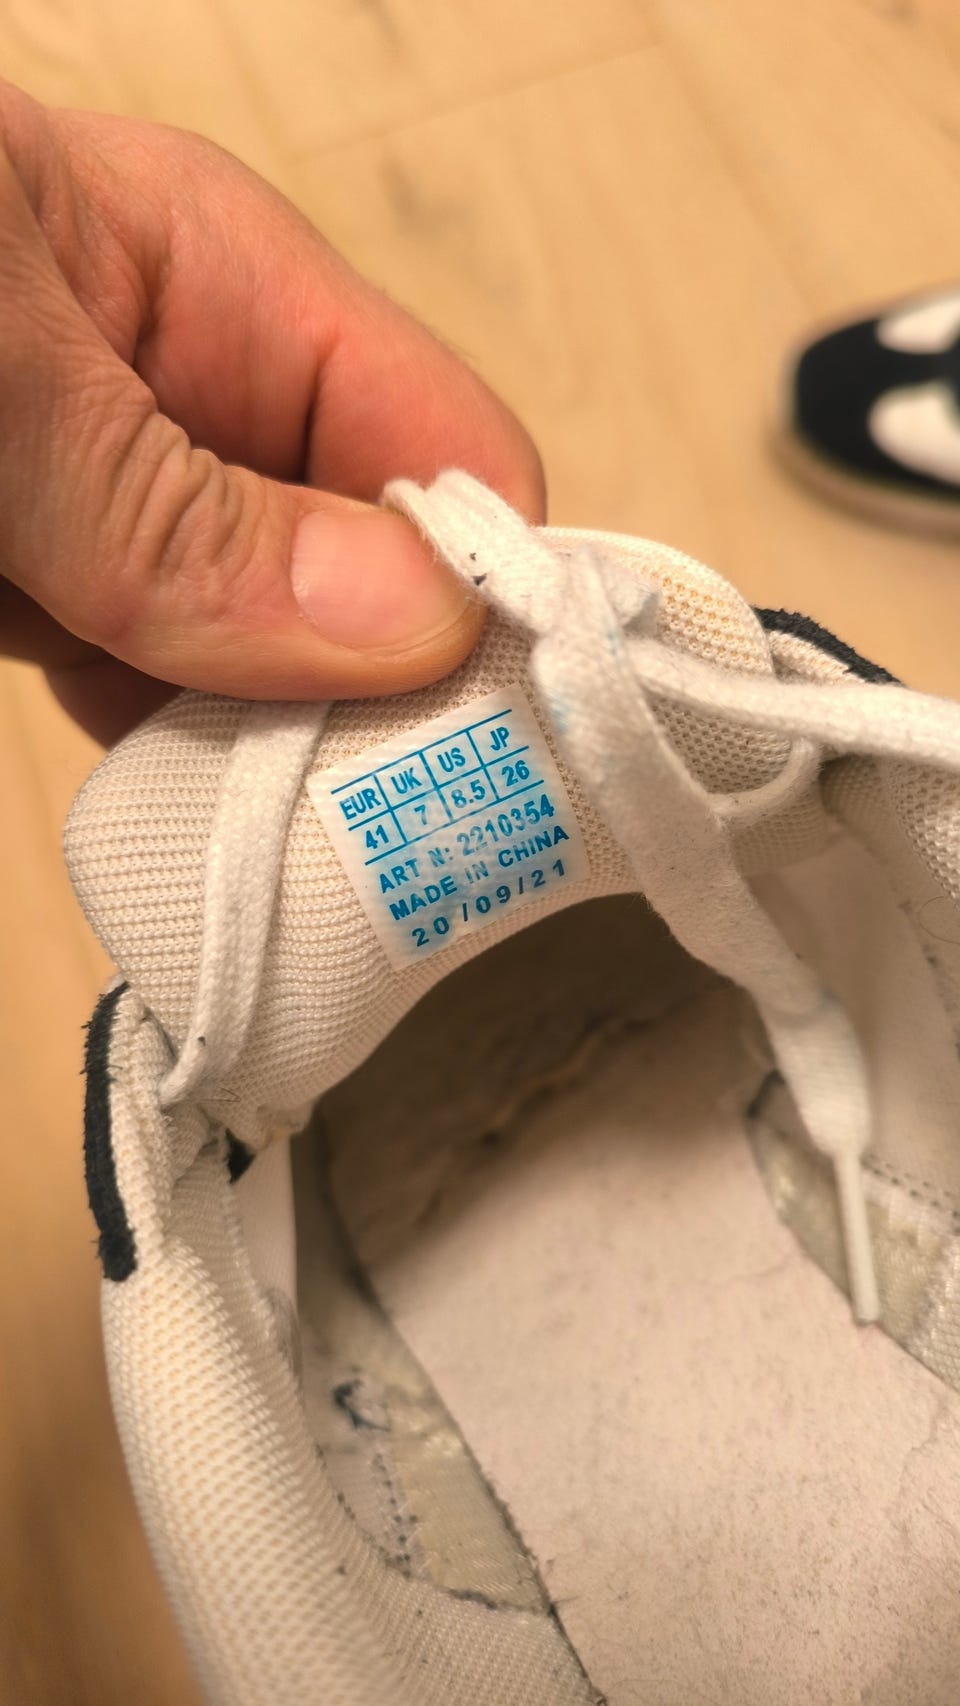 EUR UK US JP
41 7 8.5 26
ART N: 2210354
MADE IN CHINA
20/09/21